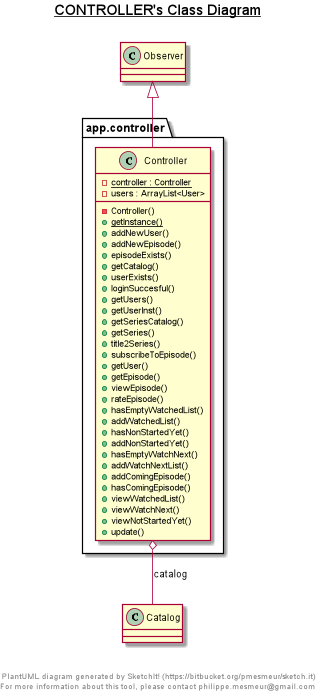 CONTROLLER's Class Diagram
C Observer
app.controller
C Controller
controller : Controller
users : ArrayList<User>
Controller()
getInstance()
addNewUser()
addNewEpisode()
episodeExists()
getCatalog()
userExists()
loginSuccesful()
getUsers()
getUserInst()
getSeriesCatalog()
getSeries()
title2Series()
subscribeToEpisode()
getUser()
getEpisode()
viewEpisode()
rateEpisode()
hasEmptyWatchedList()
addWatchedList()
hasNonStartedYet()
addNonStartedYet()
hasEmptyWatchNext()
addWatchNextList()
addComingEpisode()
hasComingEpisode()
viewWatchedList()
viewWatchNext()
viewNotStartedYet()
update()
catalog
C Catalog
PlantUML diagram generated by SketchIt! (https://bitbucket.org/pmesmeur/sketch.it)
For more information about this tool, please contact philippe.mesmeur@gmail.com